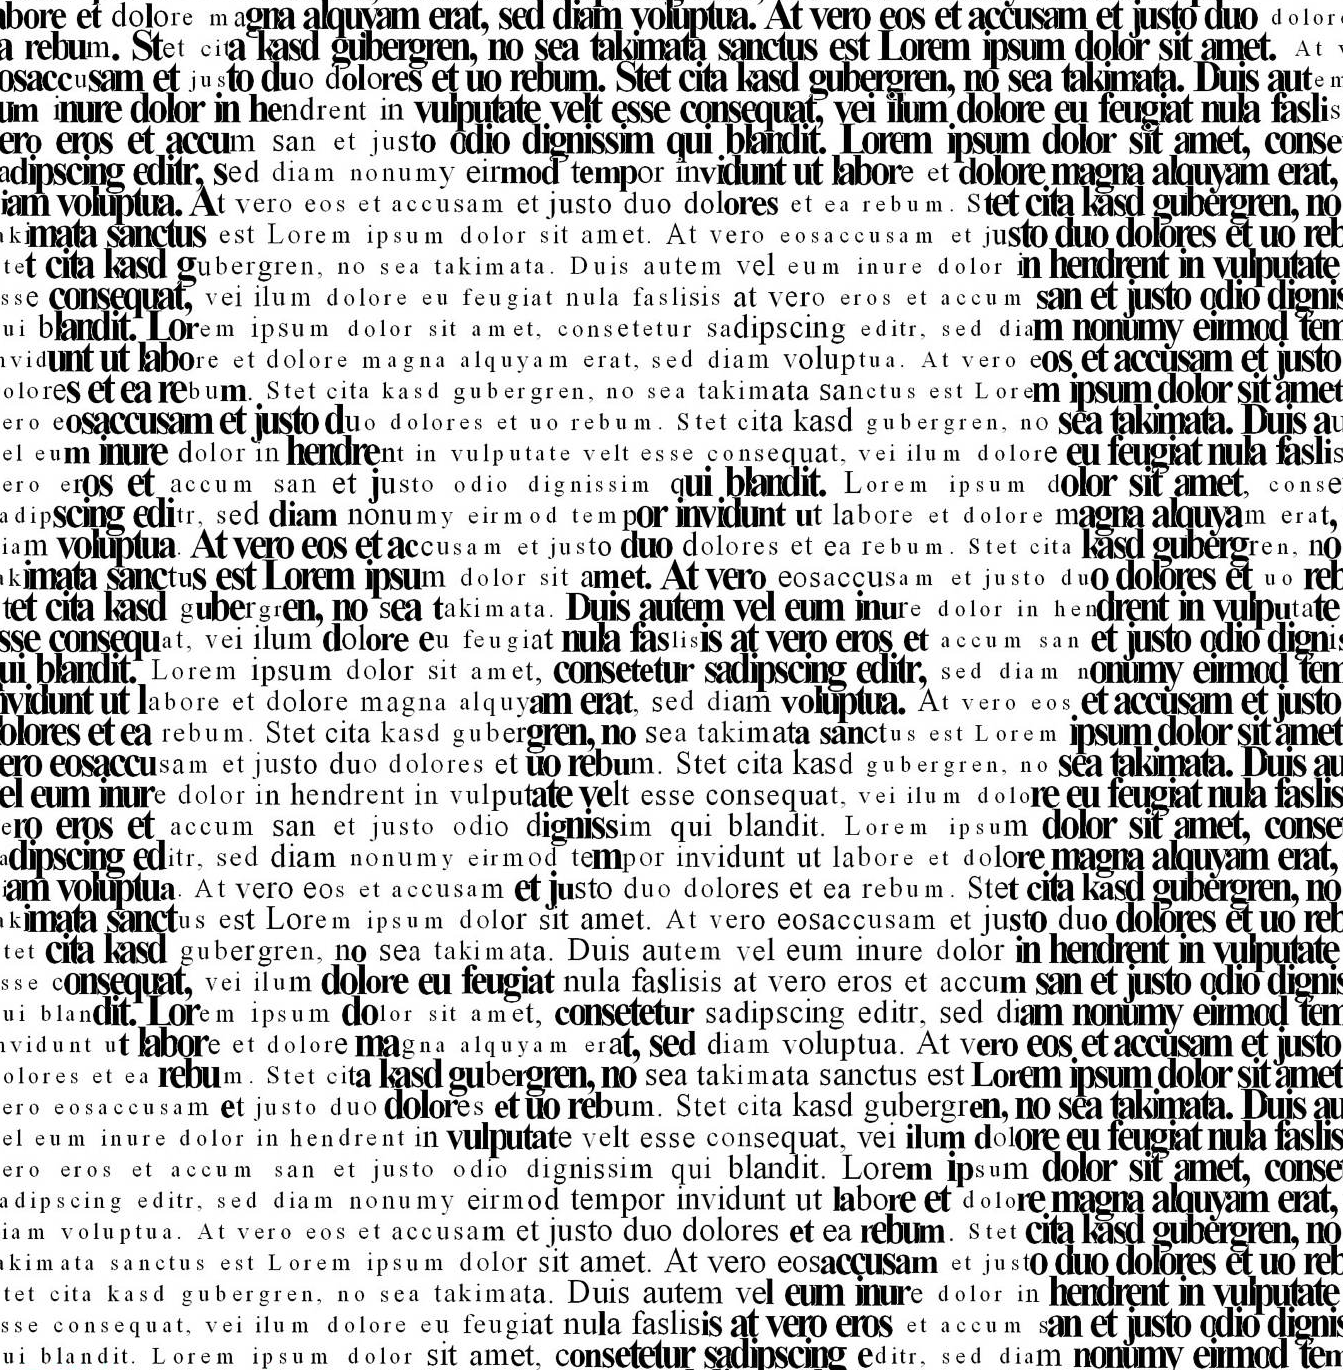 abore et dolore magna alquyam erat, sed diam voluptua. At vero eos et accusam et justo duo dolor
a rebum. Stet cita kasd gubergren, no sea takimata sanctus est Lorem ipsum dolor sit amet. At v
osaccusam et justo duo dolores et uo rebum. Stet cita kasd gubergren, no sea takimata. Duis autem
um inure dolor in hendrent in vulputate velt esse consequat, vei ilum dolore eu feugiat nula faslis
ero eros et accum san et justo odio dignissim qui blandit. Lorem ipsum dolor sit amet, conse
adipscing editr, sed diam nonumy eirmod tempor invidunt ut labore et dolore magna alquyam erat,
iam voluptua. At vero eos et accusam et justo duo dolores et ea rebum. Stet cita kasd gubergren, no
akimata sanctus est Lorem ipsum dolor sit amet. At vero eosaccusam et justo duo dolores et uo reb
tet cita kasd gubergren, no sea takimata. Duis autem vel eum inure dolor in hendrent in vulputate
sse consequat, vei ilum dolore eu feugiat nula faslisis at vero eros et accum san et justo odio dignis
ui blandit. Lorem ipsum dolor sit amet, consetetur sadipscing editr, sed diam nonumy eirmod tem
nvidunt ut labore et dolore magna alquyam erat, sed diam voluptua. At vero eos et accusam et justo
olores et ea rebum. Stet cita kasd gubergren, no sea takimata sanctus est Lorem ipsum dolor sit amet
ero eosaccusam et justo duo dolores et uo rebum. Stet cita kasd gubergren, no sea takimata. Duis au
el eum inure dolor in hendrent in vulputate velt esse consequat, vei ilum dolore eu feugiat nula faslis
ero eros et accum san et justo odio dignissim qui blandit. Lorem ipsum dolor sit amet, conse
adipscing editr, sed diam nonumy eirmod tempor invidunt ut labore et dolore magna alquyam erat,
iam voluptua. At vero eos et accusam et justo duo dolores et ea rebum. Stet cita kasd gubergren, no
akimata sanctus est Lorem ipsum dolor sit amet. At vero eosaccusam et justo duo dolores et uo reb
tet cita kasd gubergren, no sea takimata. Duis autem vel eum inure dolor in hendrent in vulputate
sse consequat, vei ilum dolore eu feugiat nula faslisis at vero eros et accum san et justo odio dignis
ui blandit. Lorem ipsum dolor sit amet, consetetur sadipscing editr, sed diam nonumy eirmod tem
nvidunt ut labore et dolore magna alquyam erat, sed diam voluptua. At vero eos et accusam et justo
olores et ea rebum. Stet cita kasd gubergren, no sea takimata sanctus est Lorem ipsum dolor sit amet
ero eosaccusam et justo duo dolores et uo rebum. Stet cita kasd gubergren, no sea takimata. Duis au
el eum inure dolor in hendrent in vulputate velt esse consequat, vei ilum dolore eu feugiat nula faslis
ero eros et accum san et justo odio dignissim qui blandit. Lorem ipsum dolor sit amet, conse
adipscing editr, sed diam nonumy eirmod tempor invidunt ut labore et dolore magna alquyam erat,
iam voluptua. At vero eos et accusam et justo duo dolores et ea rebum. Stet cita kasd gubergren, no
akimata sanctus est Lorem ipsum dolor sit amet. At vero eosaccusam et justo duo dolores et uo reb
tet cita kasd gubergren, no sea takimata. Duis autem vel eum inure dolor in hendrent in vulputate
sse consequat, vei ilum dolore eu feugiat nula faslisis at vero eros et accum san et justo odio dignis
ui blandit. Lorem ipsum dolor sit amet, consetetur sadipscing editr, sed diam nonumy eirmod tem
nvidunt ut labore et dolore magna alquyam erat, sed diam voluptua. At vero eos et accusam et justo
olores et ea rebum. Stet cita kasd gubergren, no sea takimata sanctus est Lorem ipsum dolor sit amet
ero eosaccusam et justo duo dolores et uo rebum. Stet cita kasd gubergren, no sea takimata. Duis au
el eum inure dolor in hendrent in vulputate velt esse consequat, vei ilum dolore eu feugiat nula faslis
ero eros et accum san et justo odio dignissim qui blandit. Lorem ipsum dolor sit amet, conse
adipscing editr, sed diam nonumy eirmod tempor invidunt ut labore et dolore magna alquyam erat,
iam voluptua. At vero eos et accusam et justo duo dolores et ea rebum. Stet cita kasd gubergren, no
akimata sanctus est Lorem ipsum dolor sit amet. At vero eosaccusam et justo duo dolores et uo reb
tet cita kasd gubergren, no sea takimata. Duis autem vel eum inure dolor in hendrent in vulputate
sse consequat, vei ilum dolore eu feugiat nula faslisis at vero eros et accum san et justo odio dignis
ui blandit. Lorem ipsum dolor sit amet, consetetur sadipscing editr, sed diam nonumy eirmod tem